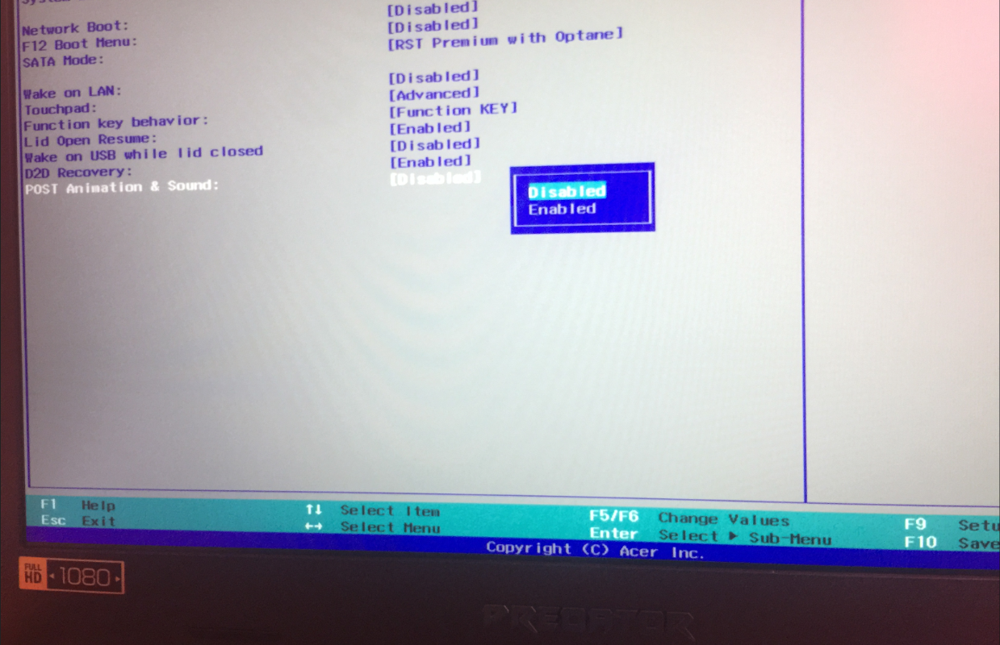 Network Boot: [Disabled]
F12 Boot Menu: [Disabled]
SATA Mode: [RST Premium with Optane]
Wake on LAN: [Disabled]
Touchpad: [Advanced]
Function key behavior: [Function KEY]
Lid Open Resume: [Enabled]
Wake on USB while lid closed [Disabled]
D2D Recovery: [Enabled]
POST Animation & Sound: [Disabled]
Disabled
Enabled
F1 Help ↑↓ Select Item F5/F6 Change Values F9 Setu
Esc Exit ←→ Select Menu Enter Select ▶ Sub-Menu F10 Save
Copyright (C) Acer Inc.
FULL HD 1080
PREDATOR